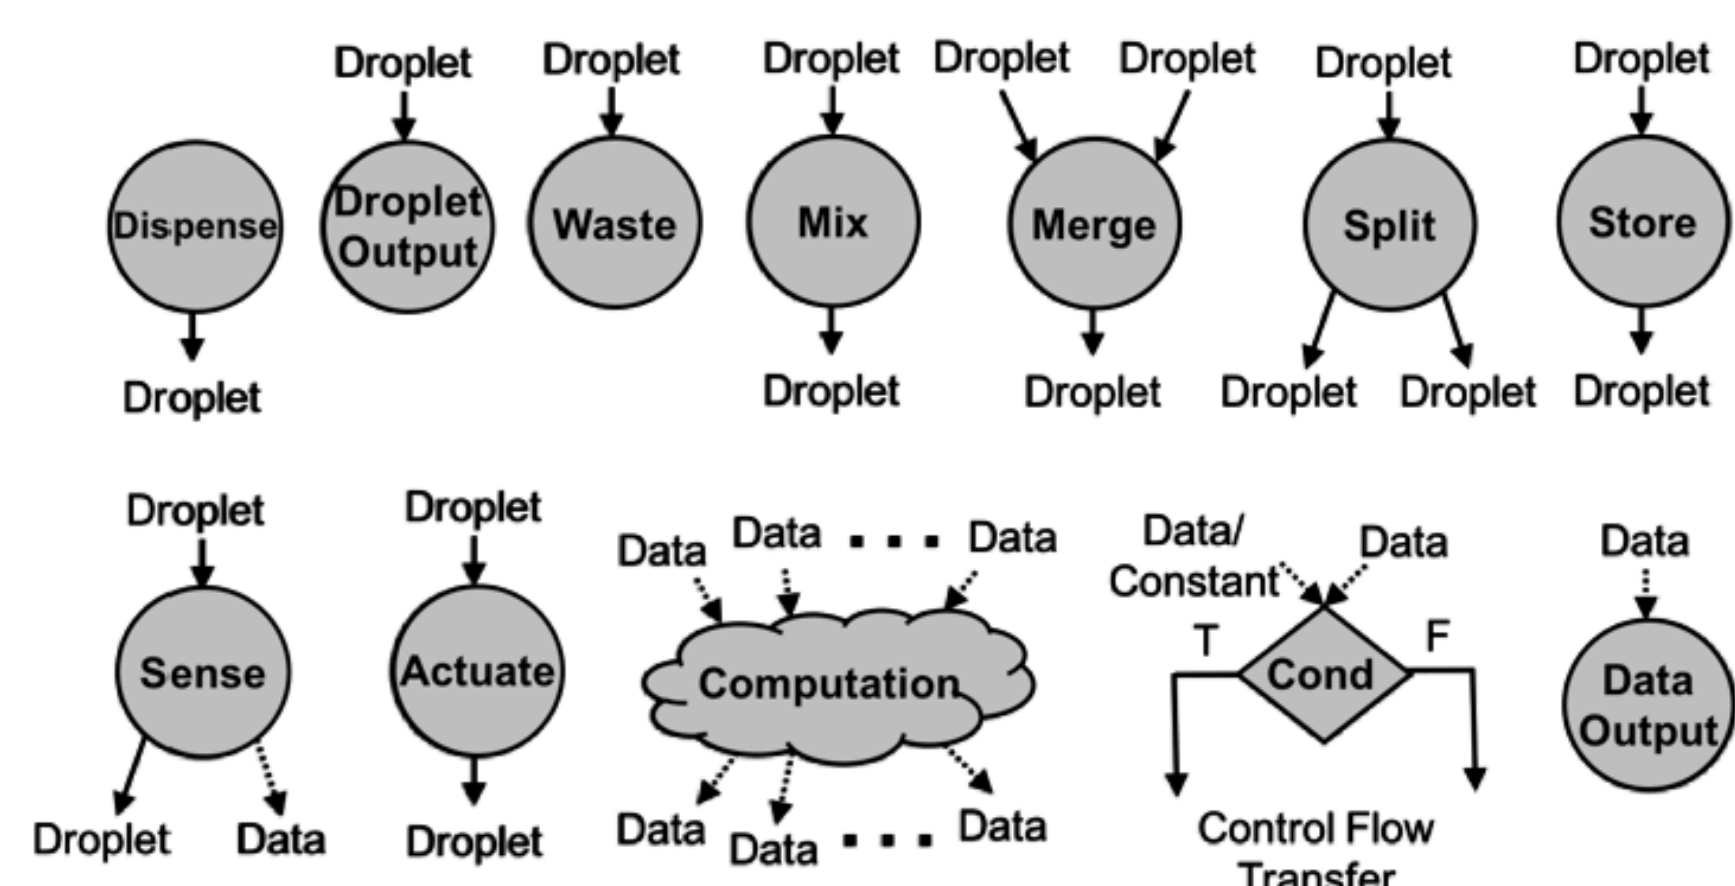 Droplet
Droplet
Droplet
Droplet
Droplet
Droplet
Droplet
Dispense
Droplet
Output
Waste
Mix
Merge
Split
Store
Droplet
Droplet
Droplet
Droplet
Droplet
Droplet
Droplet
Droplet
Data
Data
. . .
Data
Data/
Constant
Data
Data
T
F
Sense
Actuate
Computation
Cond
Data
Output
Droplet
Data
Droplet
Data
Data
. . .
Data
Control Flow
Transfer